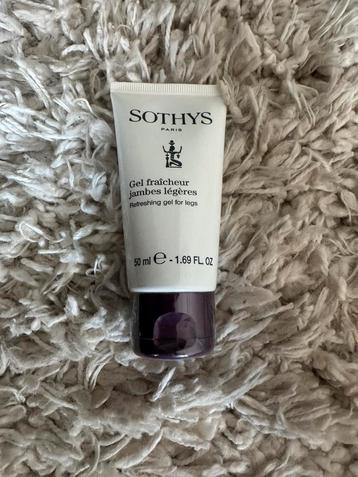 SOTHYS
PARIS
Gel fraîcheur
jambes légères
Refreshing gel for legs
50 ml e - 1.69 FL. OZ